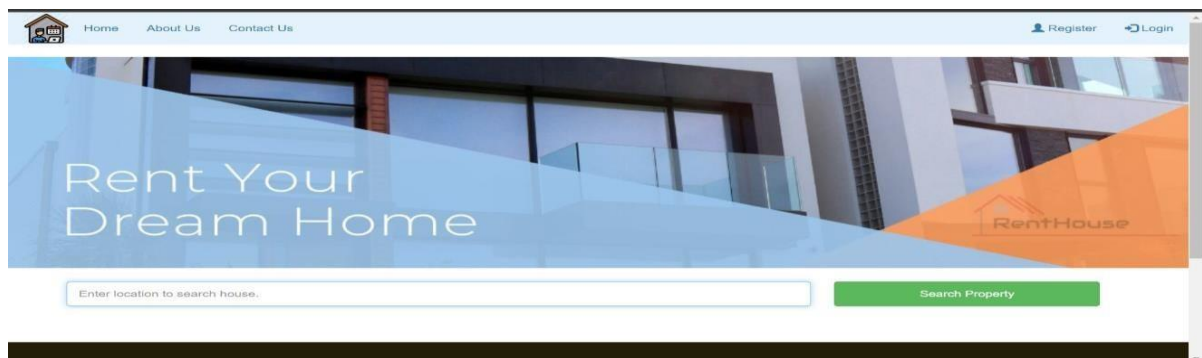 Home About Us Contact Us Register Login
Rent Your
Dream Home
RentHouse
Enter location to search house. Search Property